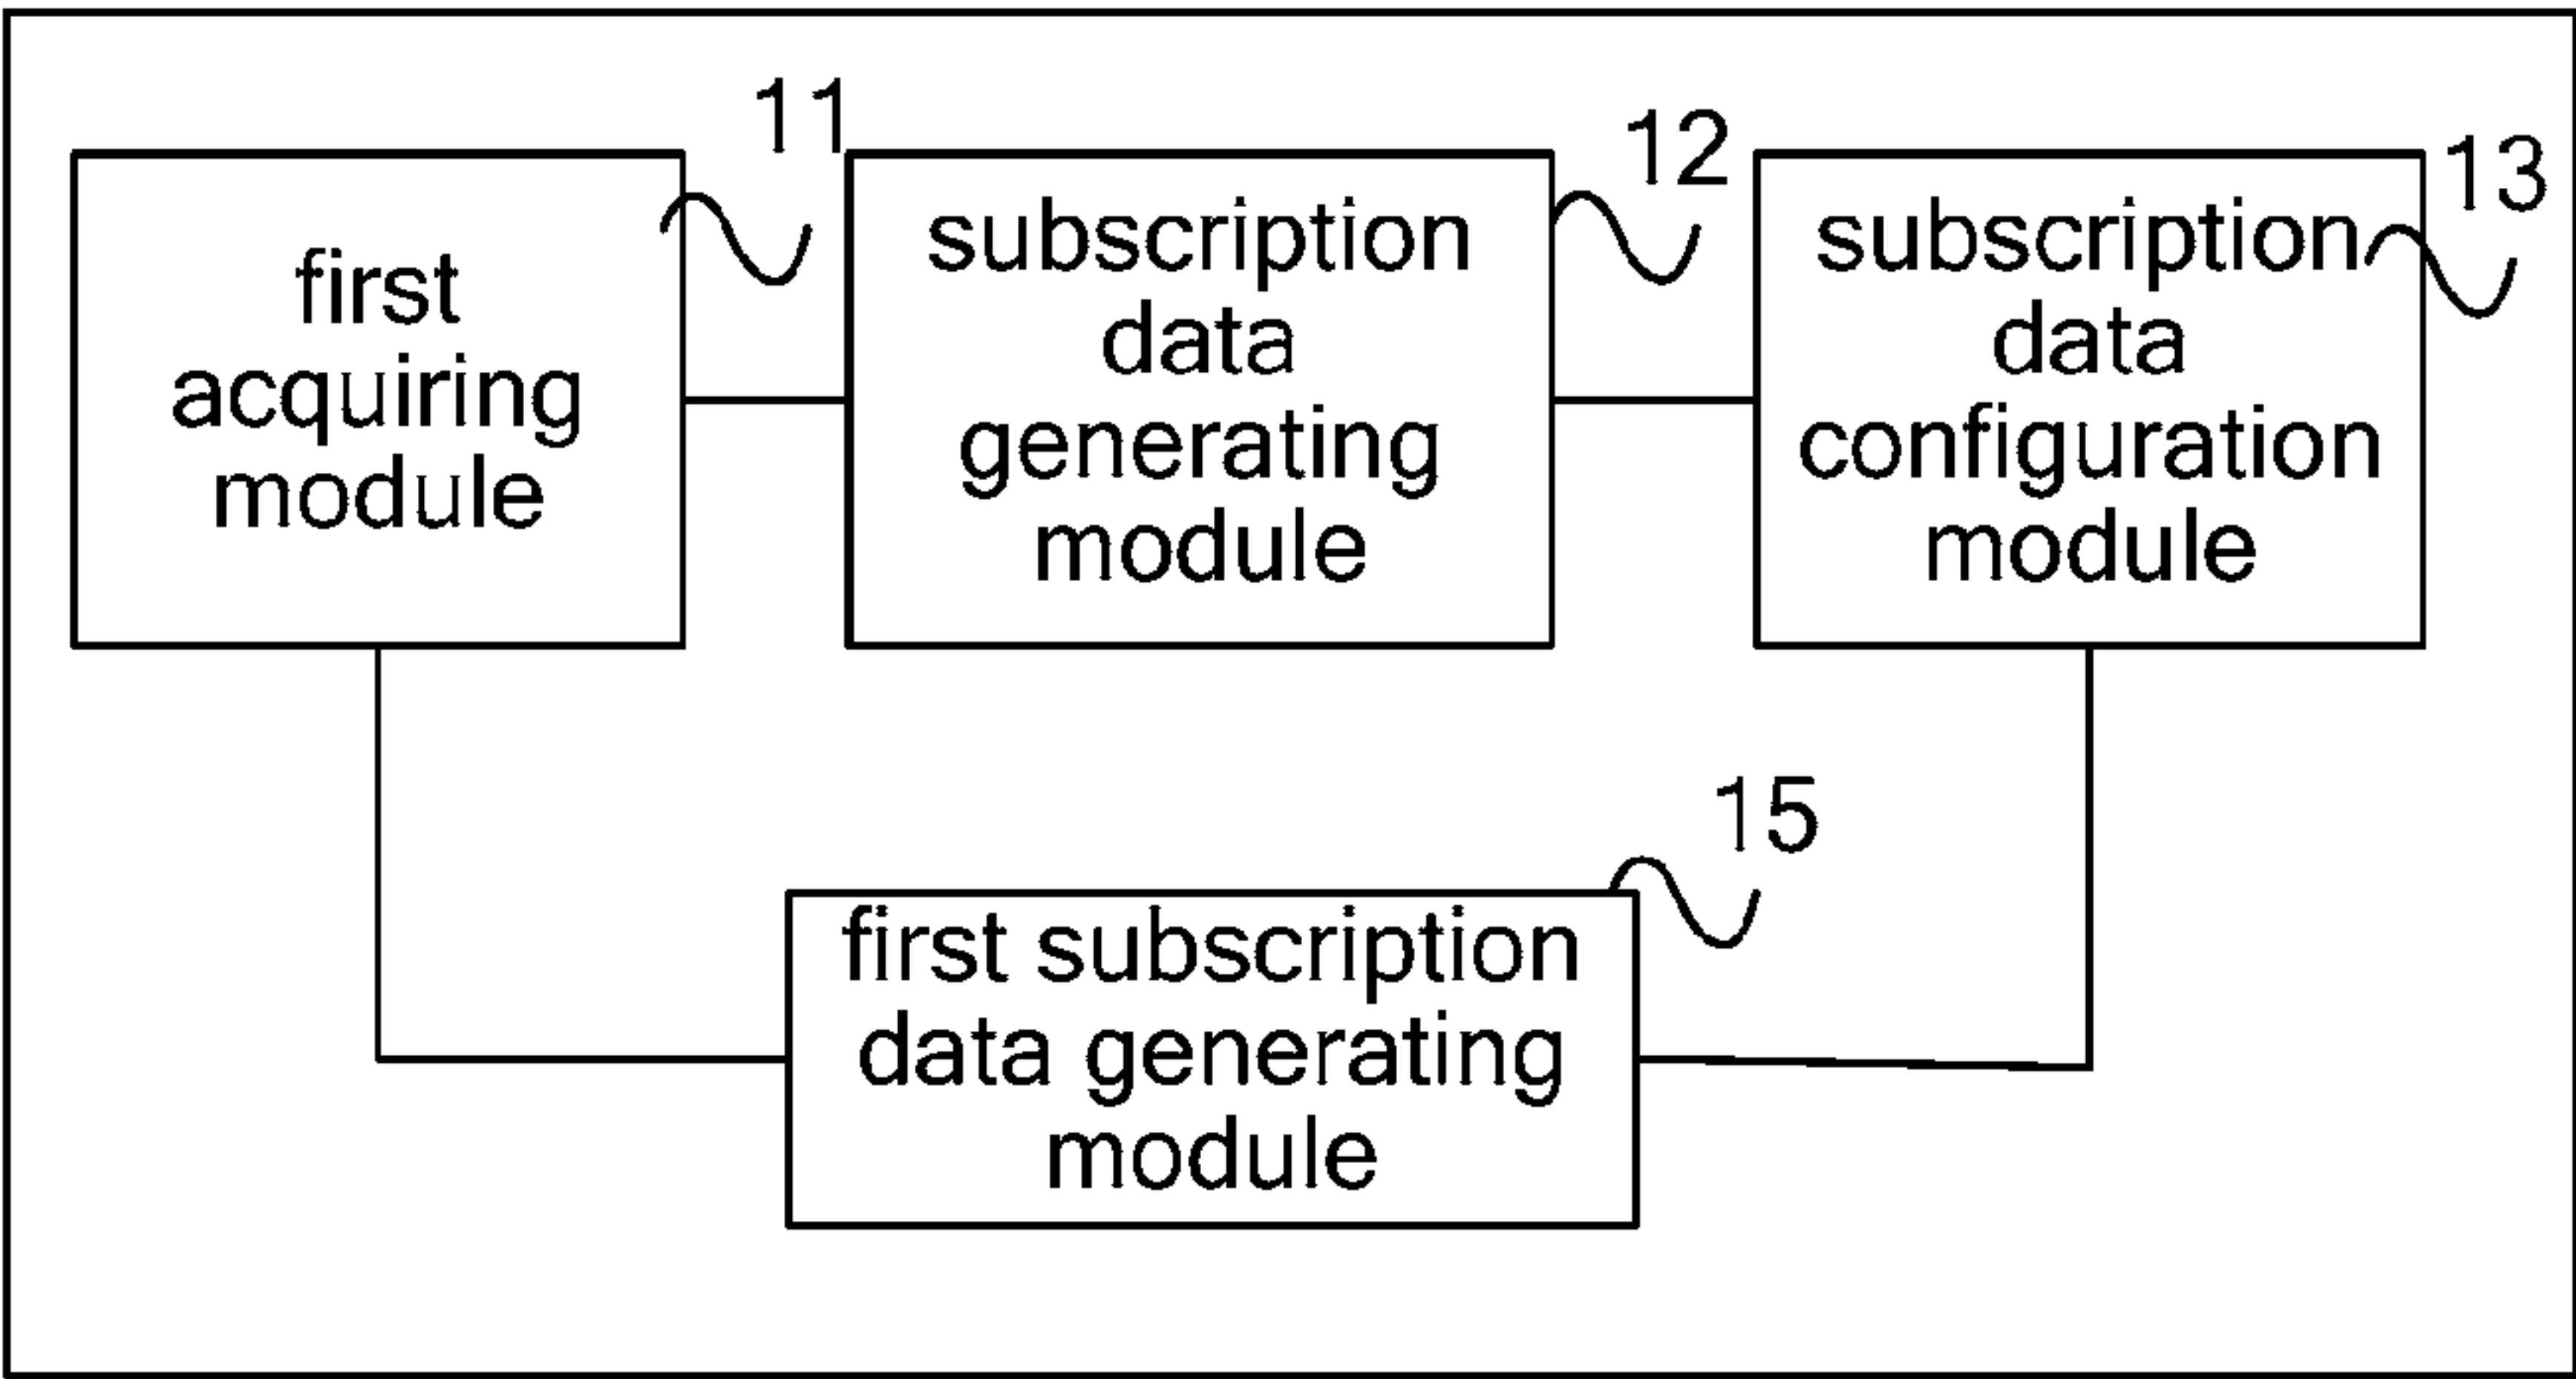 11
first
acquiring
module
12
subscription
data
generating
module
13
subscription
data
configuration
module
15
first subscription
data generating
module